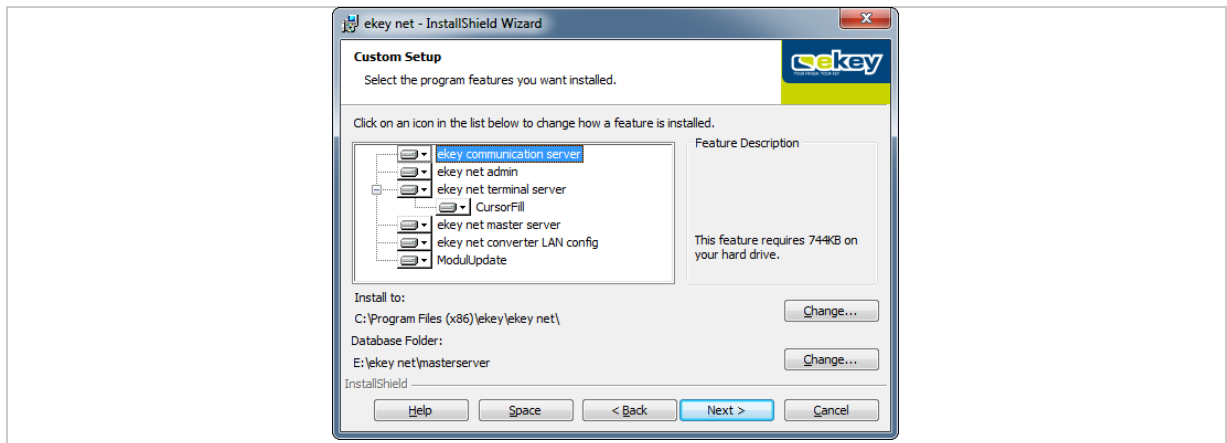 ekey net - InstallShield Wizard
Custom Setup
Select the program features you want installed.
ekey
YOUR FINGER. YOUR KEY.
Click on an icon in the list below to change how a feature is installed.
ekey communication server
ekey net admin
ekey net terminal server
CursorFill
ekey net master server
ekey net converter LAN config
ModulUpdate
Feature Description
This feature requires 744KB on
your hard drive.
Install to:
C:\Program Files (x86)\ekey\ekey net\
Change...
Database Folder:
E:\ekey net\masterserver
Change...
InstallShield
Help Space < Back Next > Cancel